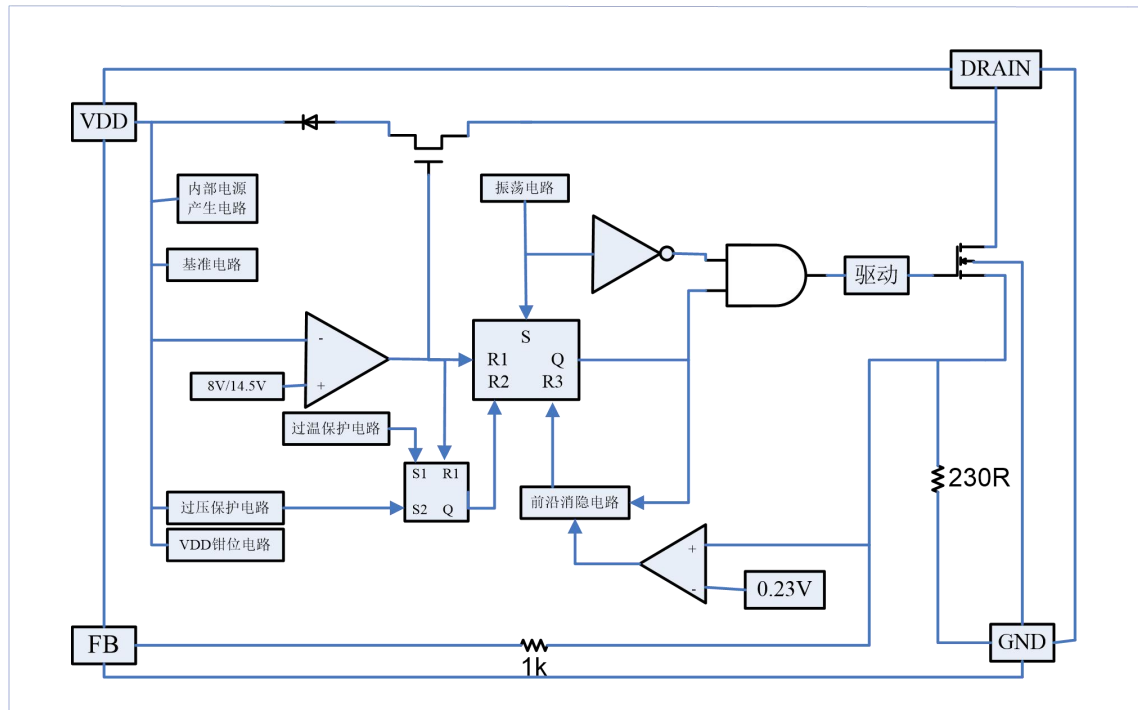 DRAIN
VDD
内部电源
产生电路
振荡电路
基准电路
驱动
-
+
8V/14.5V
S
R1
Q
R2
R3
过温保护电路
S1
R1
S2
Q
过压保护电路
前沿消隐电路
230R
VDD钳位电路
+
-
0.23V
FB
1k
GND